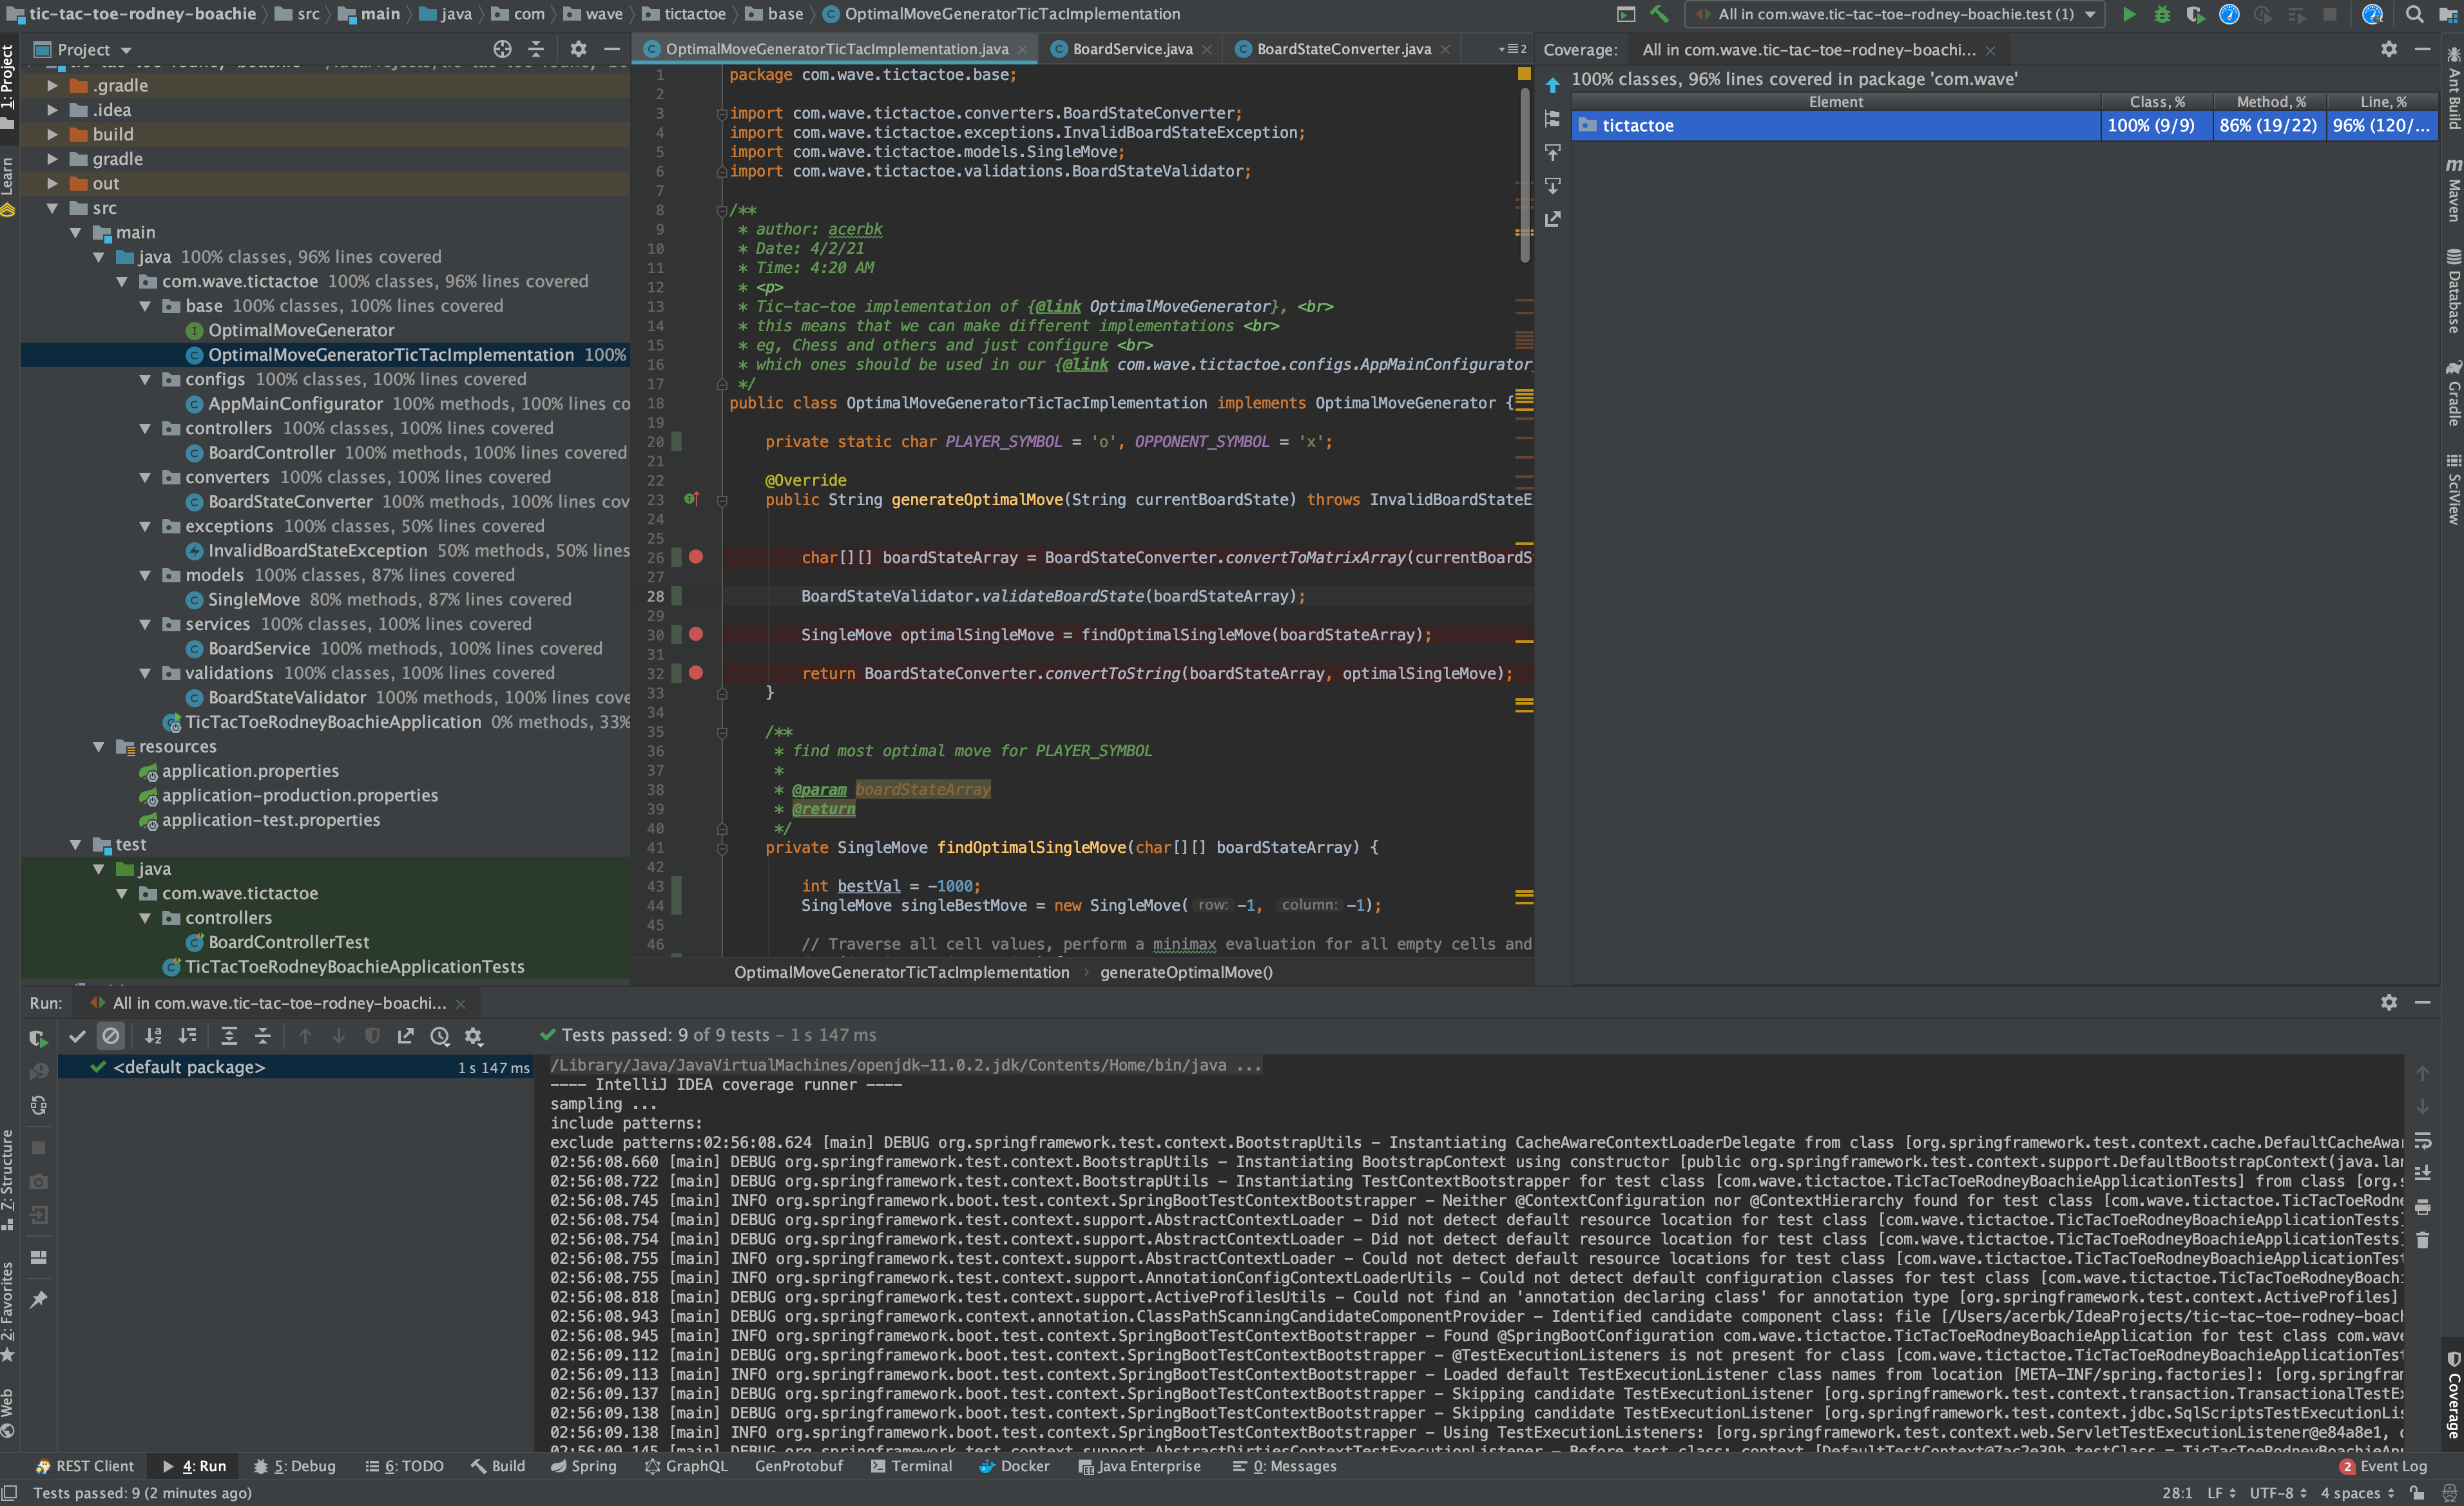 tic-tac-toe-rodney-boachie src main java com wave tictactoe base OptimalMoveGeneratorTicTacImplementation
All in com.wave.tic-tac-toe-rodney-boachie.test (1)
1: Project
Learn
Z: Structure
2: Favorites
Web
Project
.gradle
.idea
build
gradle
out
src
main
java 100% classes, 96% lines covered
com.wave.tictactoe 100% classes, 96% lines covered
base 100% classes, 100% lines covered
OptimalMoveGenerator
OptimalMoveGeneratorTicTacImplementation 100%
configs 100% classes, 100% lines covered
AppMainConfigurator 100% methods, 100% lines co
controllers 100% classes, 100% lines covered
BoardController 100% methods, 100% lines covered
converters 100% classes, 100% lines covered
BoardStateConverter 100% methods, 100% lines cov
exceptions 100% classes, 50% lines covered
InvalidBoardStateException 50% methods, 50% lines
models 100% classes, 87% lines covered
SingleMove 80% methods, 87% lines covered
services 100% classes, 100% lines covered
BoardService 100% methods, 100% lines covered
validations 100% classes, 100% lines covered
BoardStateValidator 100% methods, 100% lines cove
TicTacToeRodneyBoachieApplication 0% methods, 33%
resources
application.properties
application-production.properties
application-test.properties
test
java
com.wave.tictactoe
controllers
BoardControllerTest
TicTacToeRodneyBoachieApplicationTests
OptimalMoveGeneratorTicTacImplementation.java BoardService.java BoardStateConverter.java 2
1 package com.wave.tictactoe.base;
2
3 import com.wave.tictactoe.converters.BoardStateConverter;
4 import com.wave.tictactoe.exceptions.InvalidBoardStateException;
5 import com.wave.tictactoe.models.SingleMove;
6 import com.wave.tictactoe.validations.BoardStateValidator;
7
8 /**
9 * author: acerbk
10 * Date: 4/2/21
11 * Time: 4:20 AM
12 * <p>
13 * Tic-tac-toe implementation of {@link OptimalMoveGenerator}, <br>
14 * this means that we can make different implementations <br>
15 * eg, Chess and others and just configure <br>
16 * which ones should be used in our {@link com.wave.tictactoe.configs.AppMainConfigurator
17 */
18 public class OptimalMoveGeneratorTicTacImplementation implements OptimalMoveGenerator {
19
20 private static char PLAYER_SYMBOL = 'o', OPPONENT_SYMBOL = 'x';
21
22 @Override
23 public String generateOptimalMove(String currentBoardState) throws InvalidBoardStateE
24
25
26 char[][] boardStateArray = BoardStateConverter.convertToMatrixArray(currentBoardS
27
28 BoardStateValidator.validateBoardState(boardStateArray);
29
30 SingleMove optimalSingleMove = findOptimalSingleMove(boardStateArray);
31
32 return BoardStateConverter.convertToString(boardStateArray, optimalSingleMove);
33 }
34
35 /**
36 * find most optimal move for PLAYER_SYMBOL
37 *
38 * @param boardStateArray
39 * @return
40 */
41 private SingleMove findOptimalSingleMove(char[][] boardStateArray) {
42
43 int bestVal = -1000;
44 SingleMove singleBestMove = new SingleMove( row: -1, column: -1);
45
46 // Traverse all cell values, perform a minimax evaluation for all empty cells and
OptimalMoveGeneratorTicTacImplementation › generateOptimalMove()
Coverage: All in com.wave.tic-tac-toe-rodney-boachi...
100% classes, 96% lines covered in package 'com.wave'
Element Class, % Method, % Line, %
tictactoe 100% (9/9) 86% (19/22) 96% (120/...
Ant Build
Maven
Database
Gradle
SciView
Coverage
Run: All in com.wave.tic-tac-toe-rodney-boachi...
Tests passed: 9 of 9 tests – 1 s 147 ms
<default package> 1 s 147 ms
/Library/Java/JavaVirtualMachines/openjdk-11.0.2.jdk/Contents/Home/bin/java ...
---- IntelliJ IDEA coverage runner ----
sampling ...
include patterns:
exclude patterns:02:56:08.624 [main] DEBUG org.springframework.test.context.BootstrapUtils - Instantiating CacheAwareContextLoaderDelegate from class [org.springframework.test.context.cache.DefaultCacheAwar
02:56:08.660 [main] DEBUG org.springframework.test.context.BootstrapUtils - Instantiating BootstrapContext using constructor [public org.springframework.test.context.support.DefaultBootstrapContext(java.lan
02:56:08.722 [main] DEBUG org.springframework.test.context.BootstrapUtils - Instantiating TestContextBootstrapper for test class [com.wave.tictactoe.TicTacToeRodneyBoachieApplicationTests] from class [org.s
02:56:08.745 [main] INFO org.springframework.boot.test.context.SpringBootTestContextBootstrapper - Neither @ContextConfiguration nor @ContextHierarchy found for test class [com.wave.tictactoe.TicTacToeRodne
02:56:08.754 [main] DEBUG org.springframework.test.context.support.AbstractContextLoader - Did not detect default resource location for test class [com.wave.tictactoe.TicTacToeRodneyBoachieApplicationTests]
02:56:08.754 [main] DEBUG org.springframework.test.context.support.AbstractContextLoader - Did not detect default resource location for test class [com.wave.tictactoe.TicTacToeRodneyBoachieApplicationTests]
02:56:08.755 [main] INFO org.springframework.test.context.support.AbstractContextLoader - Could not detect default resource locations for test class [com.wave.tictactoe.TicTacToeRodneyBoachieApplicationTest
02:56:08.755 [main] INFO org.springframework.test.context.support.AnnotationConfigContextLoaderUtils - Could not detect default configuration classes for test class [com.wave.tictactoe.TicTacToeRodneyBoachi
02:56:08.818 [main] DEBUG org.springframework.test.context.support.ActiveProfilesUtils - Could not find an 'annotation declaring class' for annotation type [org.springframework.test.context.ActiveProfiles]
02:56:08.943 [main] DEBUG org.springframework.context.annotation.ClassPathScanningCandidateComponentProvider - Identified candidate component class: file [/Users/acerbk/IdeaProjects/tic-tac-toe-rodney-boach
02:56:08.945 [main] INFO org.springframework.boot.test.context.SpringBootTestContextBootstrapper - Found @SpringBootConfiguration com.wave.tictactoe.TicTacToeRodneyBoachieApplication for test class com.wave
02:56:09.112 [main] DEBUG org.springframework.boot.test.context.SpringBootTestContextBootstrapper - @TestExecutionListeners is not present for class [com.wave.tictactoe.TicTacToeRodneyBoachieApplicationTest
02:56:09.113 [main] INFO org.springframework.boot.test.context.SpringBootTestContextBootstrapper - Loaded default TestExecutionListener class names from location [META-INF/spring.factories]: [org.springfram
02:56:09.137 [main] DEBUG org.springframework.boot.test.context.SpringBootTestContextBootstrapper - Skipping candidate TestExecutionListener [org.springframework.test.context.transaction.TransactionalTestEx
02:56:09.138 [main] DEBUG org.springframework.boot.test.context.SpringBootTestContextBootstrapper - Skipping candidate TestExecutionListener [org.springframework.test.context.jdbc.SqlScriptsTestExecutionLis
02:56:09.138 [main] INFO org.springframework.boot.test.context.SpringBootTestContextBootstrapper - Using TestExecutionListeners: [org.springframework.test.context.web.ServletTestExecutionListener@e84a8e1, o
REST Client 4: Run 5: Debug 6: TODO Build Spring GraphQL GenProtobuf Terminal Docker Java Enterprise 0: Messages 2 Event Log
Tests passed: 9 (2 minutes ago) 28:1 LF UTF-8 4 spaces